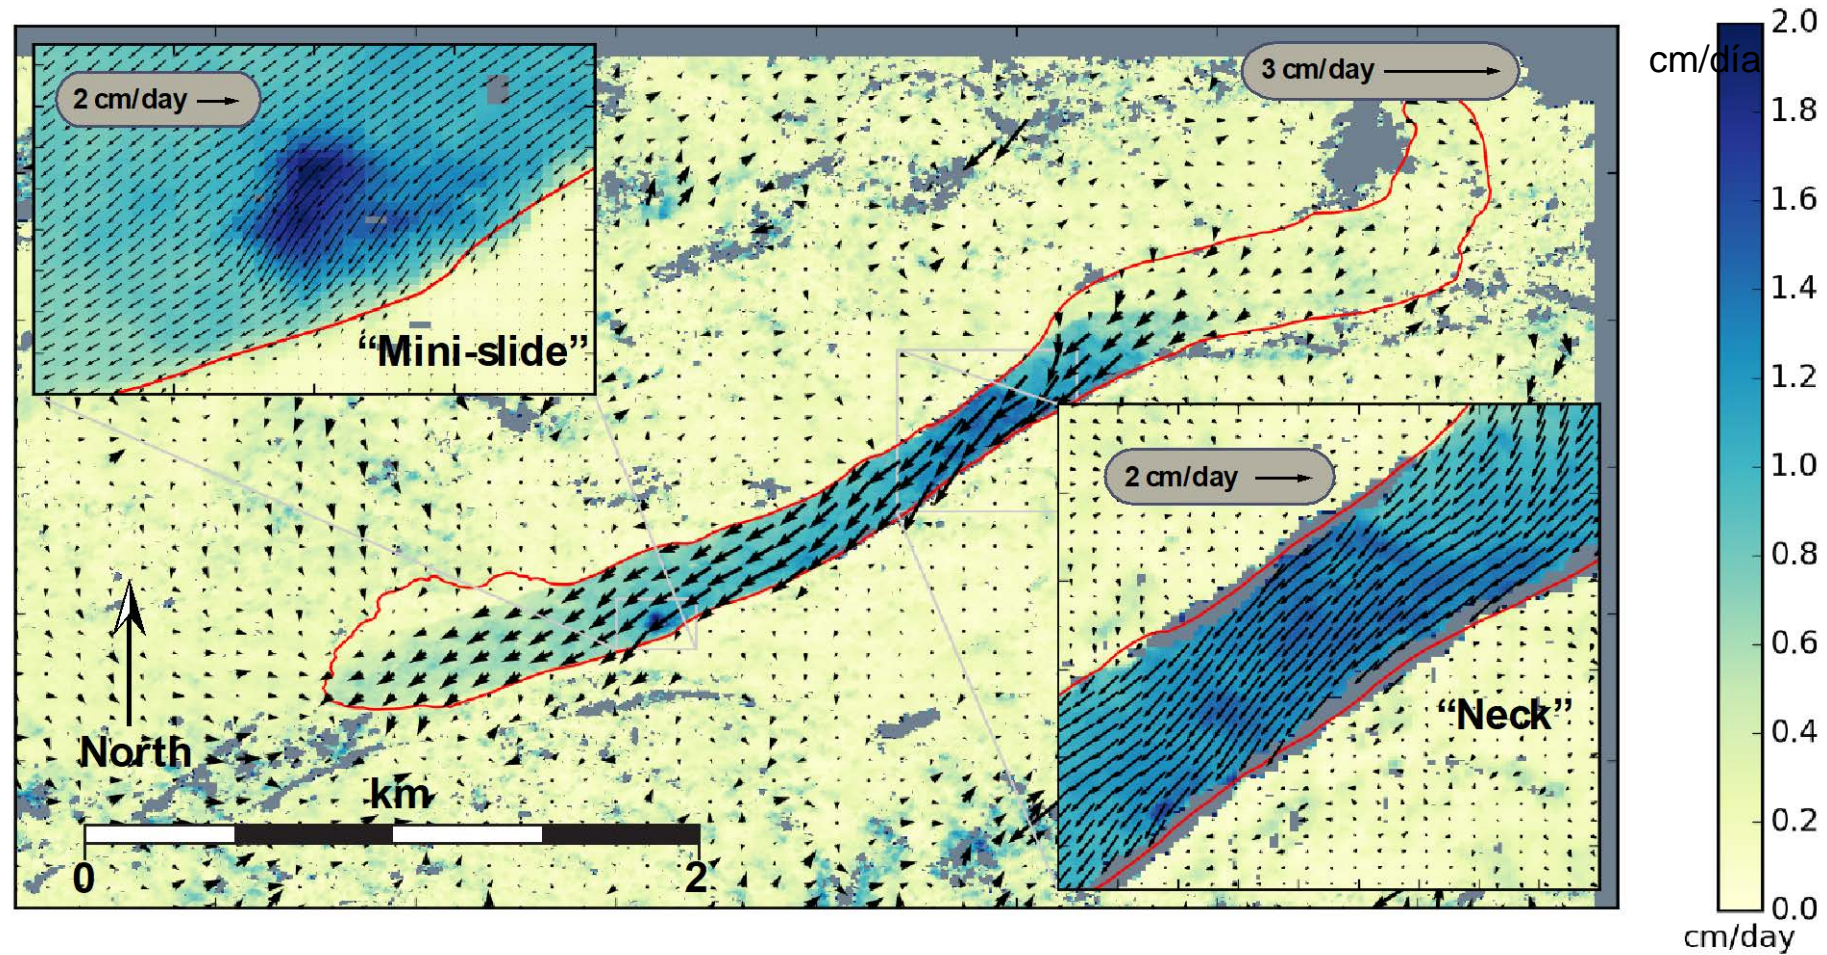 2 cm/day
“Mini-slide”
3 cm/day
cm/día
2.0
1.8
1.6
1.4
1.2
1.0
0.8
0.6
0.4
0.2
0.0
cm/day
2 cm/day
“Neck”
North
km
0
2